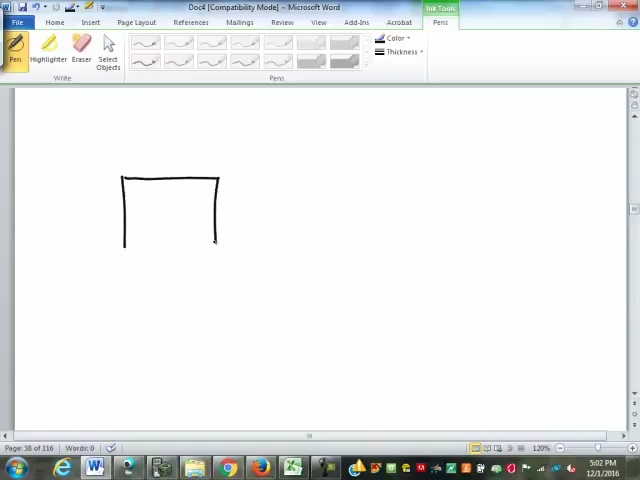 Doc4 [Compatibility Mode] - Microsoft Word
Ink Tools
File Home Insert Page Layout References Mailings Review View Add-Ins Acrobat Pens
Pen Highlighter Eraser Select Objects
Color
Thickness
Write Pens
Page: 38 of 116 Words: 0 120%
5:02 PM
12/1/2016